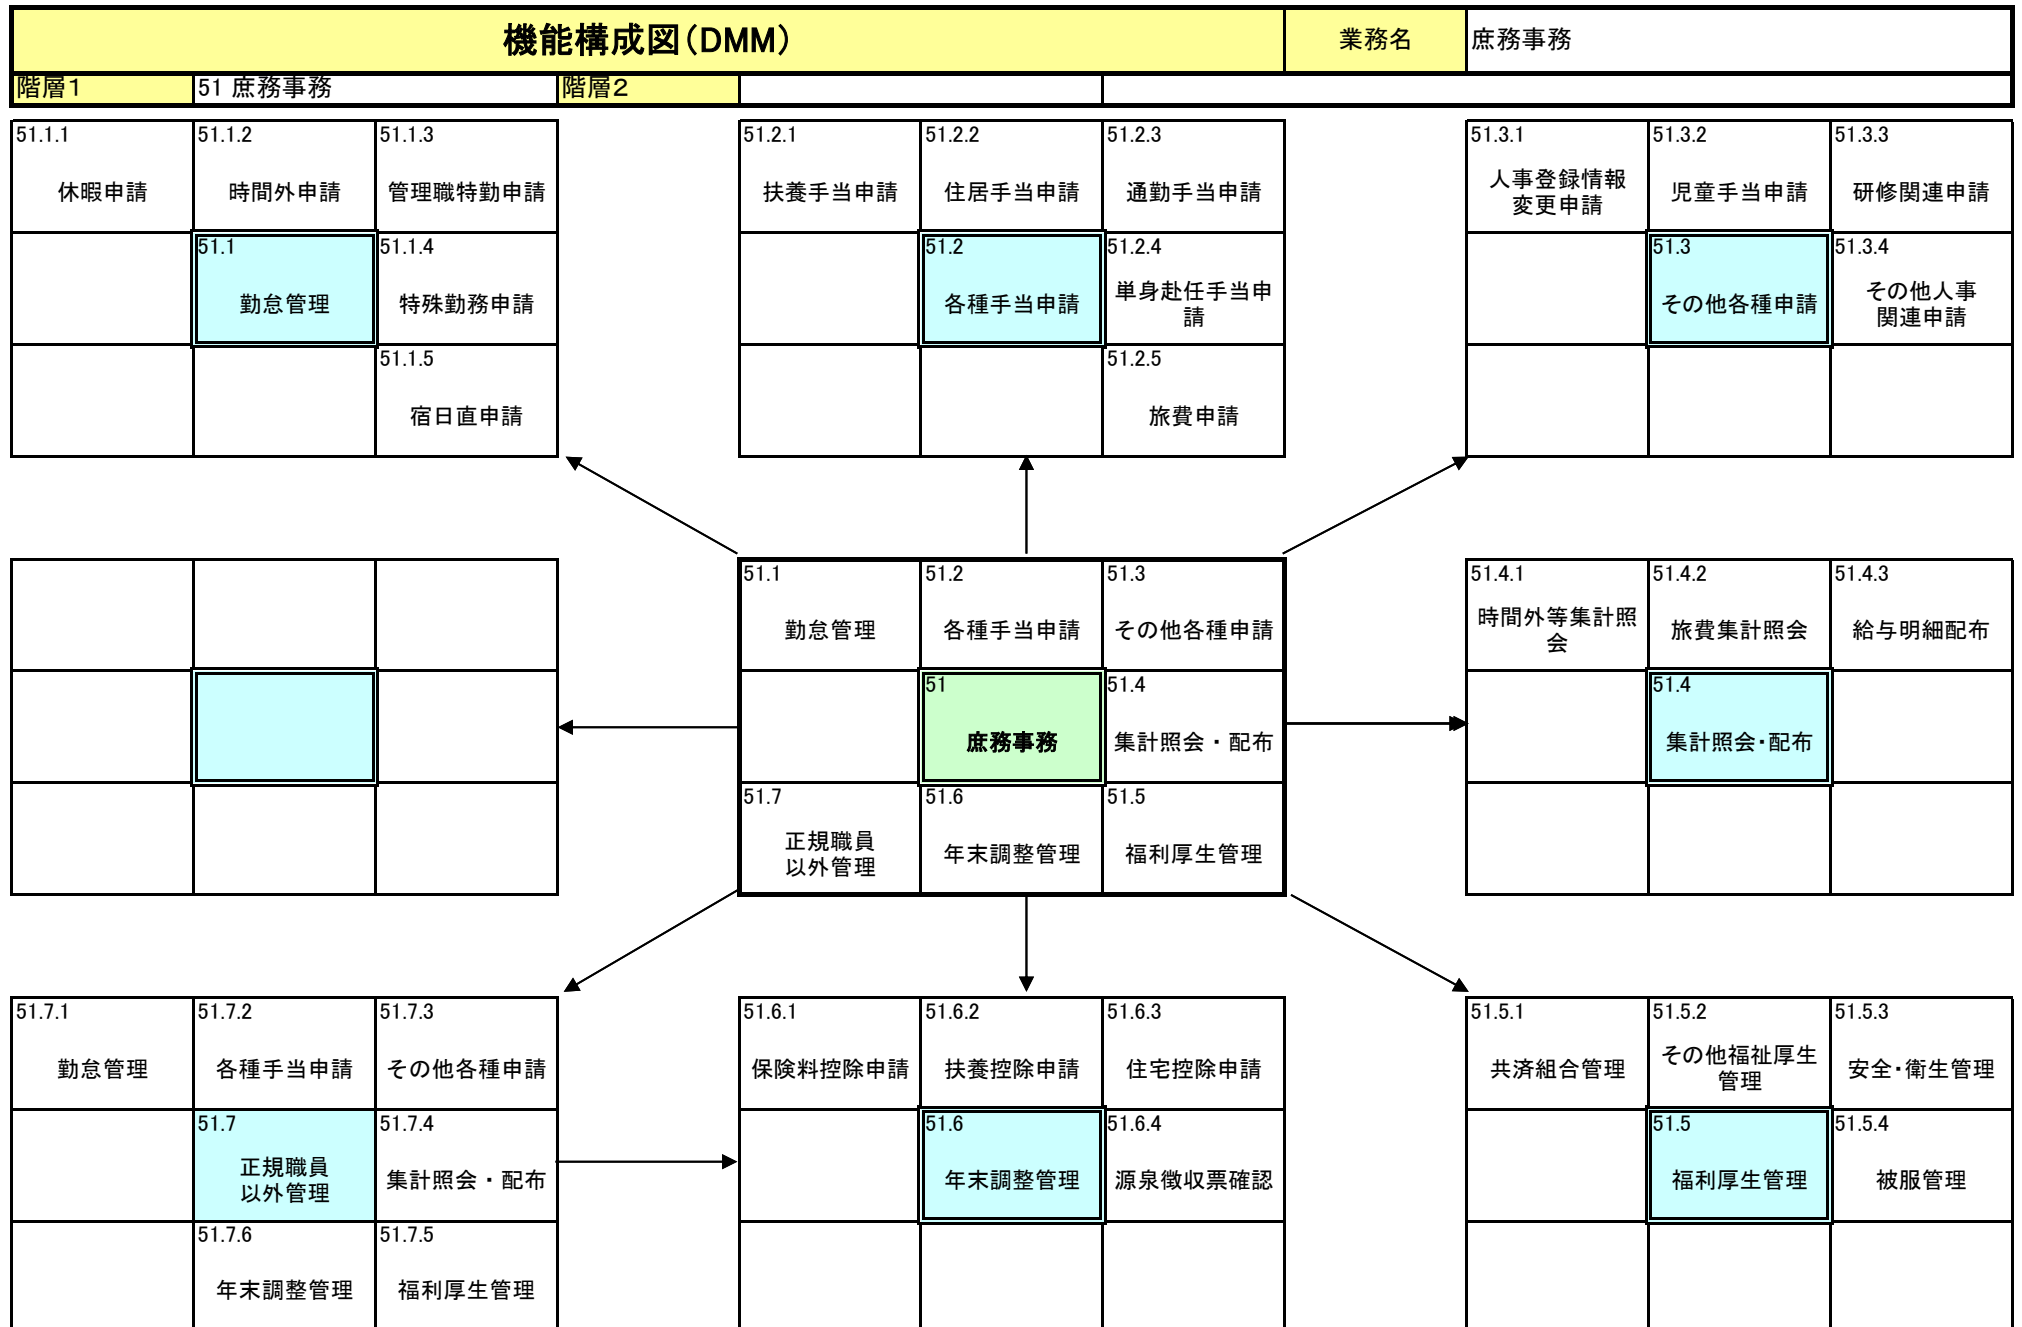 機能構成図（DMM）
業務名
庶務事務
階層１
51 庶務事務
階層２
51.1.1
休暇申請
51.1.2
時間外申請
51.1.3
管理職特勤申請
51.1
勤怠管理
51.1.4
特殊勤務申請
51.1.5
宿日直申請
51.2.1
扶養手当申請
51.2.2
住居手当申請
51.2.3
通勤手当申請
51.2
各種手当申請
51.2.4
単身赴任手当申
請
51.2.5
旅費申請
51.3.1
人事登録情報
変更申請
51.3.2
児童手当申請
51.3.3
研修関連申請
51.3
その他各種申請
51.3.4
その他人事
関連申請
51.1
勤怠管理
51.2
各種手当申請
51.3
その他各種申請
51
庶務事務
51.4
集計照会・配布
51.7
正規職員
以外管理
51.6
年末調整管理
51.5
福利厚生管理
51.4.1
時間外等集計照
会
51.4.2
旅費集計照会
51.4.3
給与明細配布
51.4
集計照会・配布
51.7.1
勤怠管理
51.7.2
各種手当申請
51.7.3
その他各種申請
51.7
正規職員
以外管理
51.7.4
集計照会・配布
51.7.6
年末調整管理
51.7.5
福利厚生管理
51.6.1
保険料控除申請
51.6.2
扶養控除申請
51.6.3
住宅控除申請
51.6
年末調整管理
51.6.4
源泉徴収票確認
51.5.1
共済組合管理
51.5.2
その他福祉厚生
管理
51.5.3
安全・衛生管理
51.5
福利厚生管理
51.5.4
被服管理